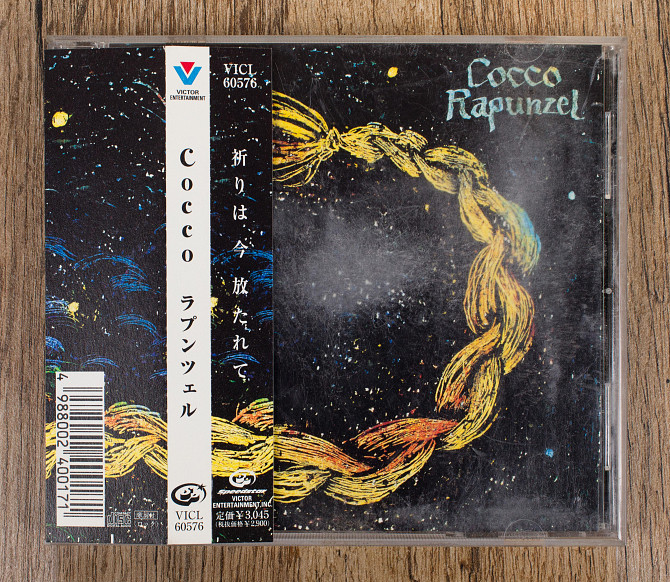 VICTOR
ENTERTAINMENT
Cocco ラプンツェル
VICL
60576
VICL
60576
祈りは 今 放たれて
Speedstar
VICTOR
ENTERTAINMENT, INC.
定価¥3,045
(税抜価格¥2,900)
4 988002 400171
Cocco
Rapunzel